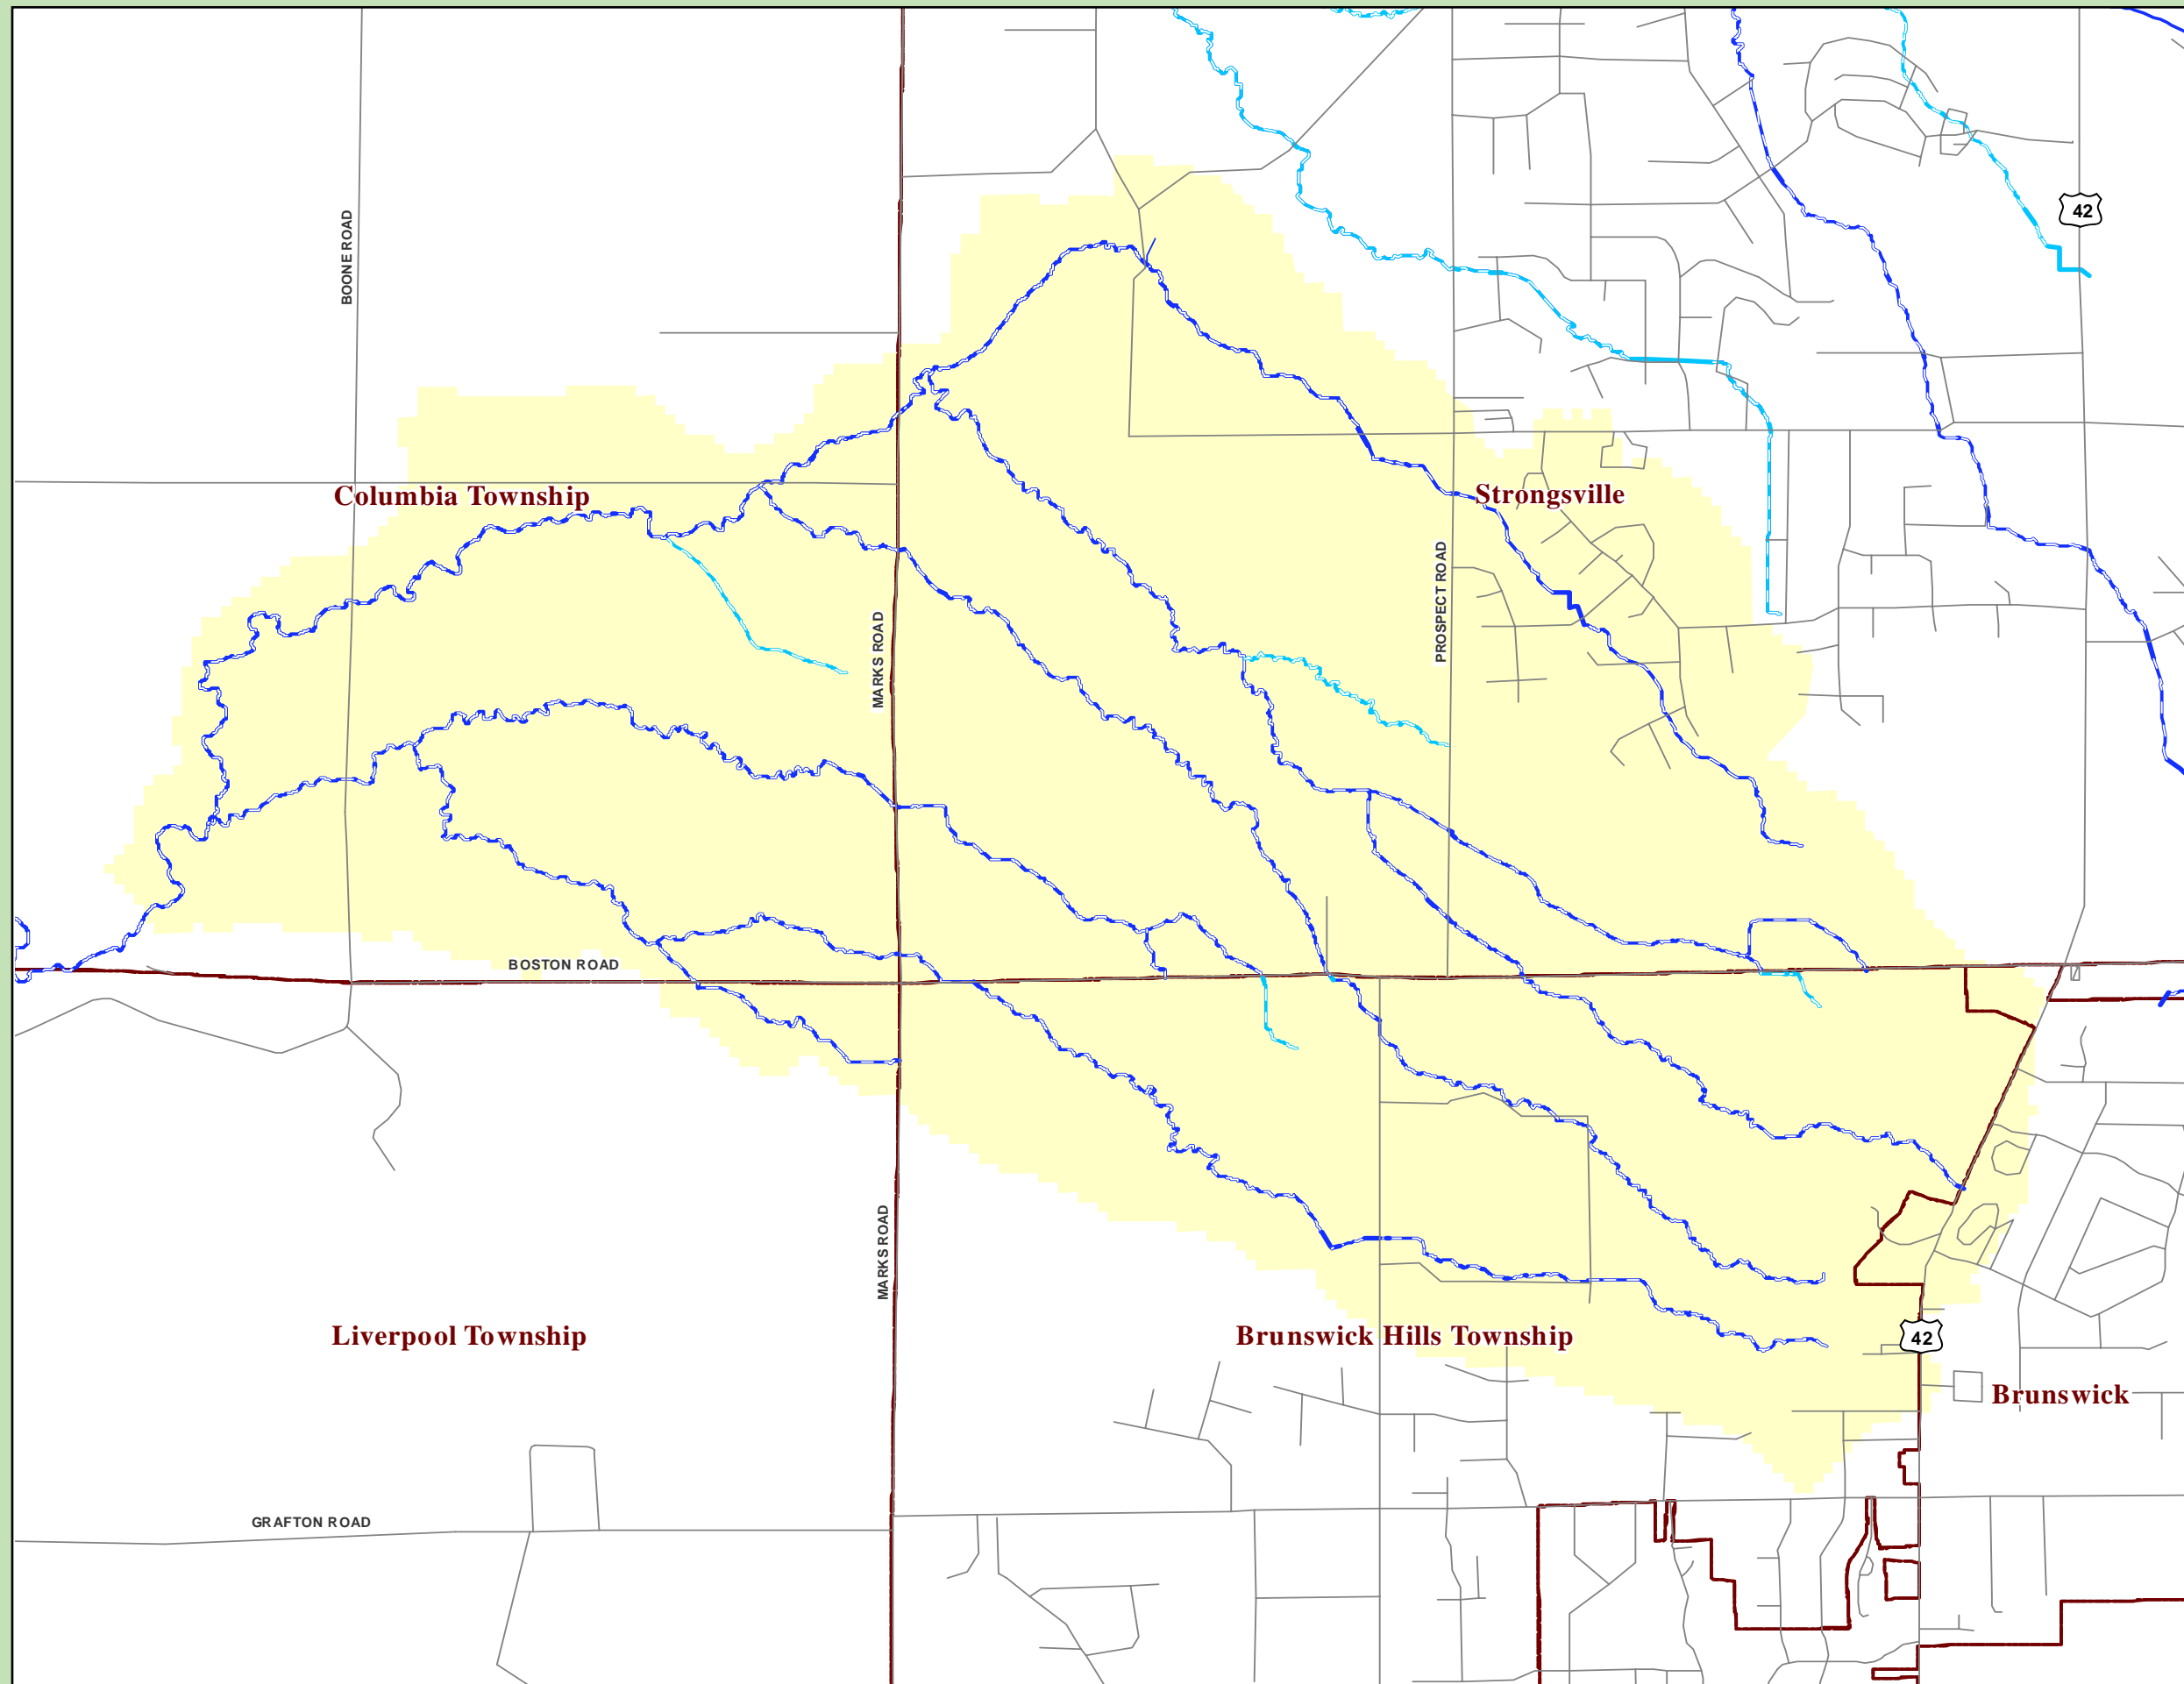 42
BOONE ROAD
Columbia Township
Strongsville
PROSPECT ROAD
MARKS ROAD
BOSTON ROAD
MARKS ROAD
Liverpool Township
Brunswick Hills Township
42
Brunswick
GRAFTON ROAD